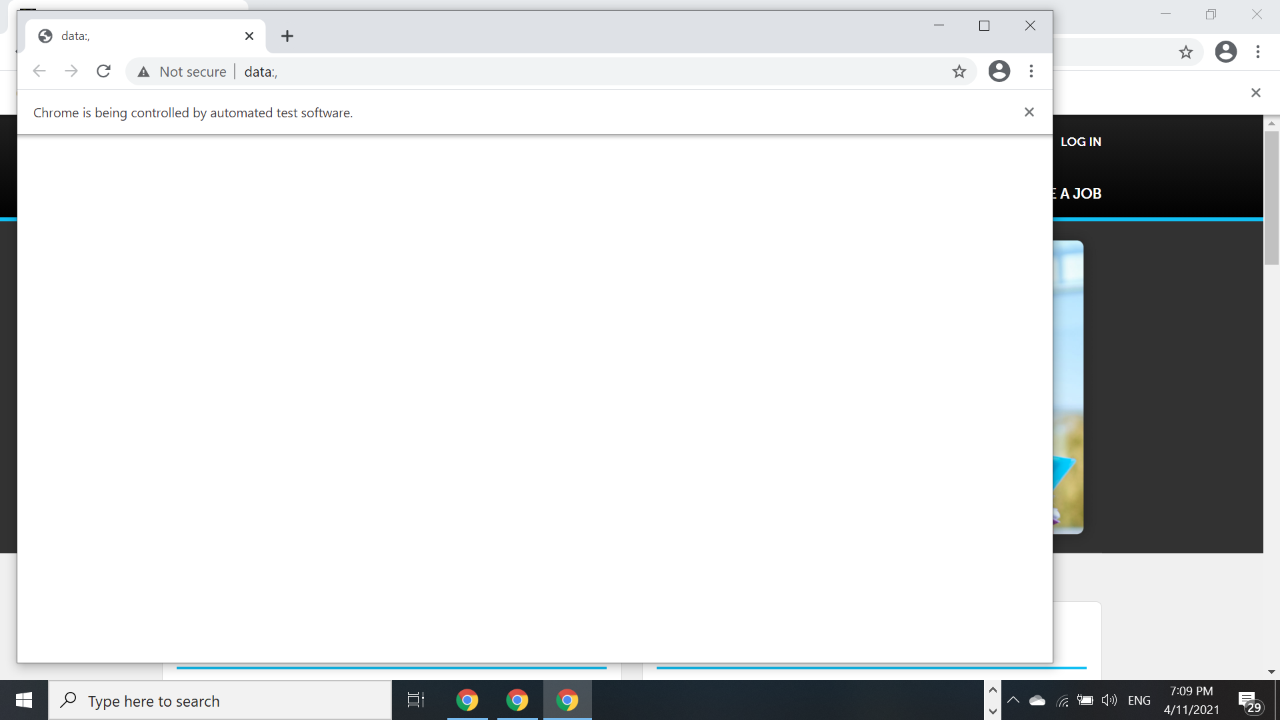 data:,
Not secure data:,
Chrome is being controlled by automated test software.
LOG IN
E A JOB
Type here to search
ENG
7:09 PM
4/11/2021
29